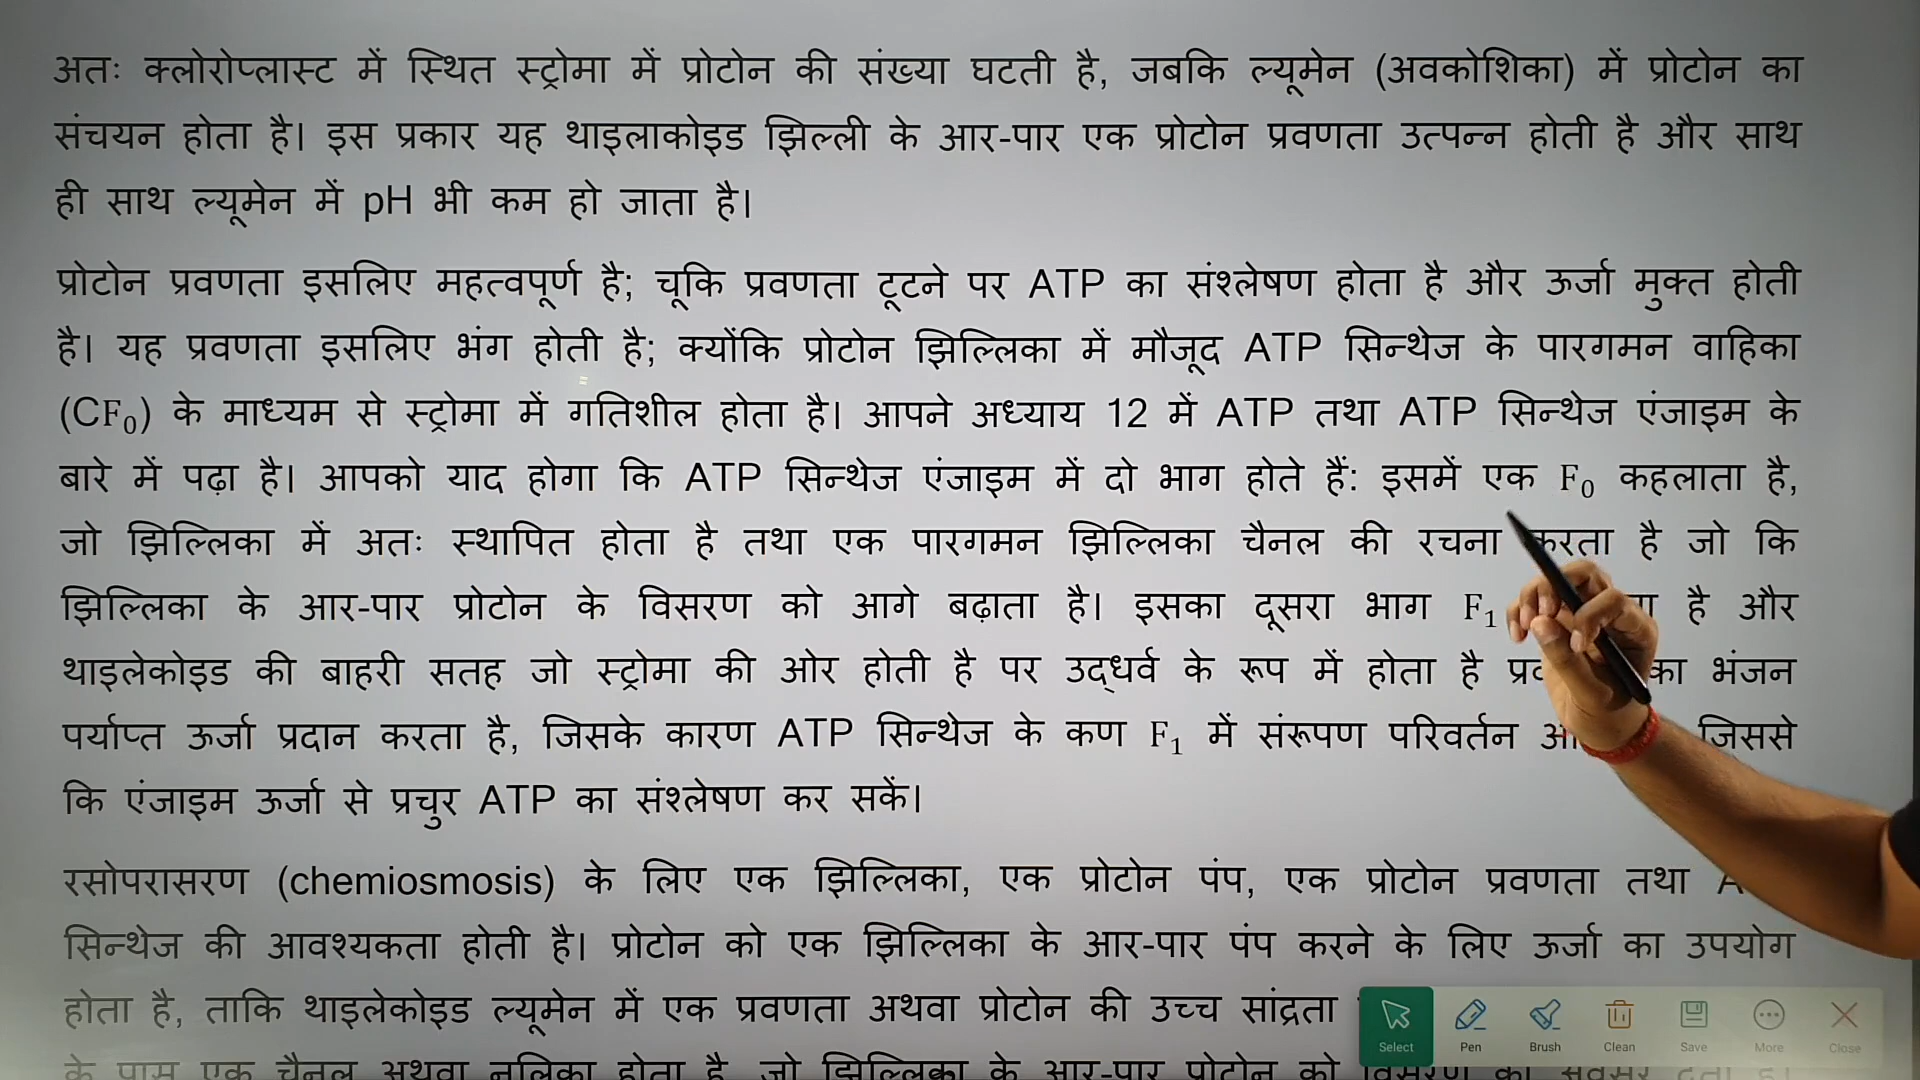 अतः क्लोरोप्लास्ट में स्थित स्ट्रोमा में प्रोटोन की संख्या घटती है, जबकि ल्यूमेन (अवकोशिका) में प्रोटोन का
संचयन होता है। इस प्रकार यह थाइलाकोइड झिल्ली के आर-पार एक प्रोटोन प्रवणता उत्पन्न होती है और साथ
ही साथ ल्यूमेन में pH भी कम हो जाता है।
प्रोटोन प्रवणता इसलिए महत्वपूर्ण है; चूकि प्रवणता टूटने पर ATP का संश्लेषण होता है और ऊर्जा मुक्त होती
है। यह प्रवणता इसलिए भंग होती है; क्योंकि प्रोटोन झिल्लिका में मौजूद ATP सिन्थेज के पारगमन वाहिका
(CF₀) के माध्यम से स्ट्रोमा में गतिशील होता है। आपने अध्याय 12 में ATP तथा ATP सिन्थेज एंजाइम के
बारे में पढ़ा है। आपको याद होगा कि ATP सिन्थेज एंजाइम में दो भाग होते हैं: इसमें एक F₀ कहलाता है,
जो झिल्लिका में अतः स्थापित होता है तथा एक पारगमन झिल्लिका चैनल की रचना करता है जो कि
झिल्लिका के आर-पार प्रोटोन के विसरण को आगे बढ़ाता है। इसका दूसरा भाग F₁ है और
थाइलेकोइड की बाहरी सतह जो स्ट्रोमा की ओर होती है पर उद्धर्व के रूप में होता है का भंजन
पर्याप्त ऊर्जा प्रदान करता है, जिसके कारण ATP सिन्थेज के कण F₁ में संरूपण परिवर्तन जिससे
कि एंजाइम ऊर्जा से प्रचुर ATP का संश्लेषण कर सकें।
रसोपरासरण (chemiosmosis) के लिए एक झिल्लिका, एक प्रोटोन पंप, एक प्रोटोन प्रवणता तथा
सिन्थेज की आवश्यकता होती है। प्रोटोन को एक झिल्लिका के आर-पार पंप करने के लिए ऊर्जा का उपयोग
होता है, ताकि थाइलेकोइड ल्यूमेन में एक प्रवणता अथवा प्रोटोन की उच्च सांद्रता
के पास एक चैनल अथवा नलिका होता है, जो झिल्लिका के आर-पार प्रोटोन को
Select Pen Brush Clean Save More Close